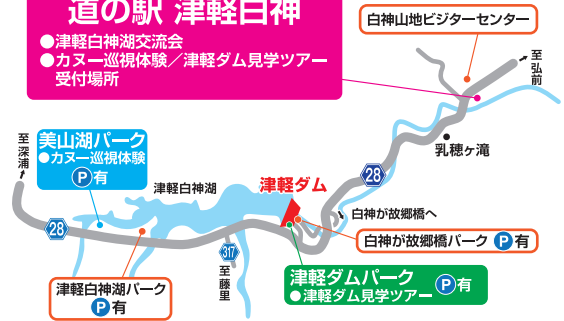 道の駅 津軽白神
●津軽白神湖交流会
●カヌー巡視体験／津軽ダム見学ツアー
受付場所
白神山地ビジターセンター
至弘前
乳穂ヶ滝
至深浦
美山湖パーク
●カヌー巡視体験
P有
津軽白神湖
津軽ダム
28
28
白神が故郷橋へ
白神が故郷橋パーク P有
317
至藤里
津軽白神湖パーク
P有
津軽ダムパーク
●津軽ダム見学ツアー
P有